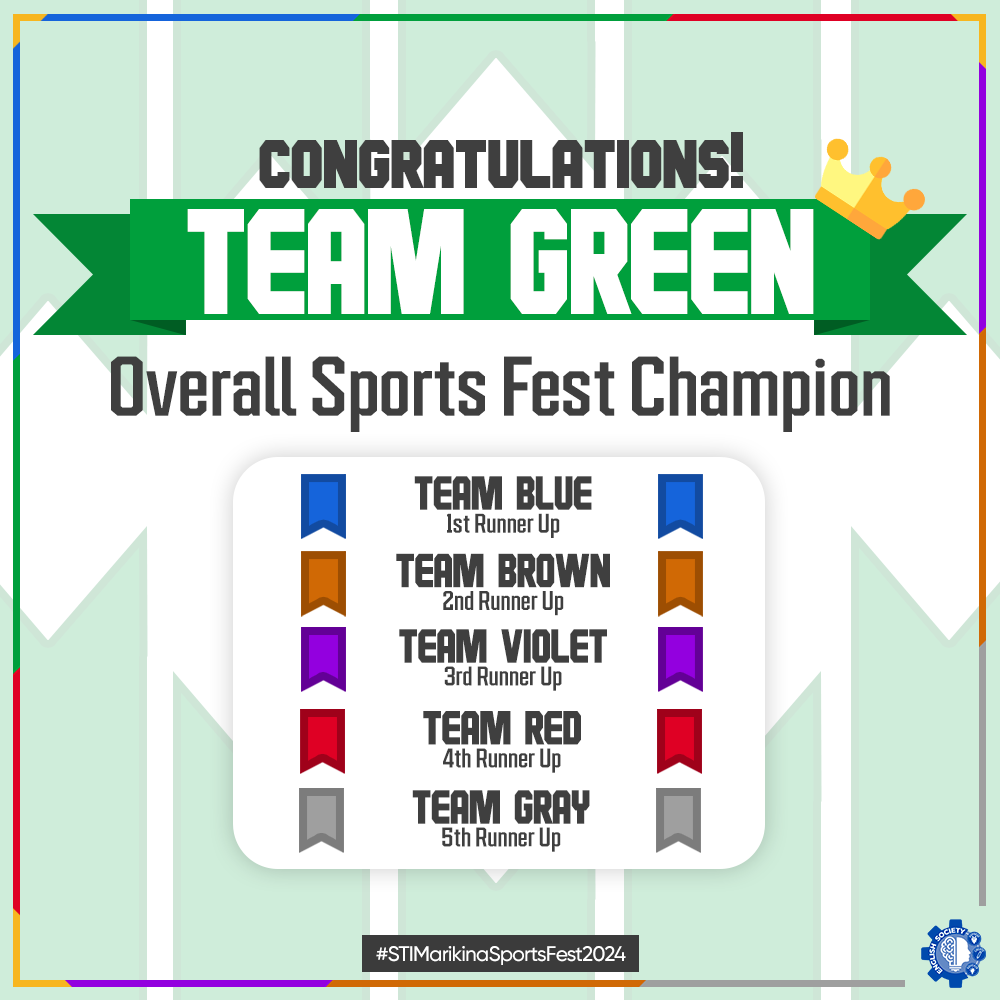 CONGRATULATIONS!
TEAM GREEN
Overall Sports Fest Champion
TEAM BLUE
1st Runner Up
TEAM BROWN
2nd Runner Up
TEAM VIOLET
3rd Runner Up
TEAM RED
4th Runner Up
TEAM GRAY
5th Runner Up
#STIMarikinaSportsFest2024
ENGLISH SOCIETY